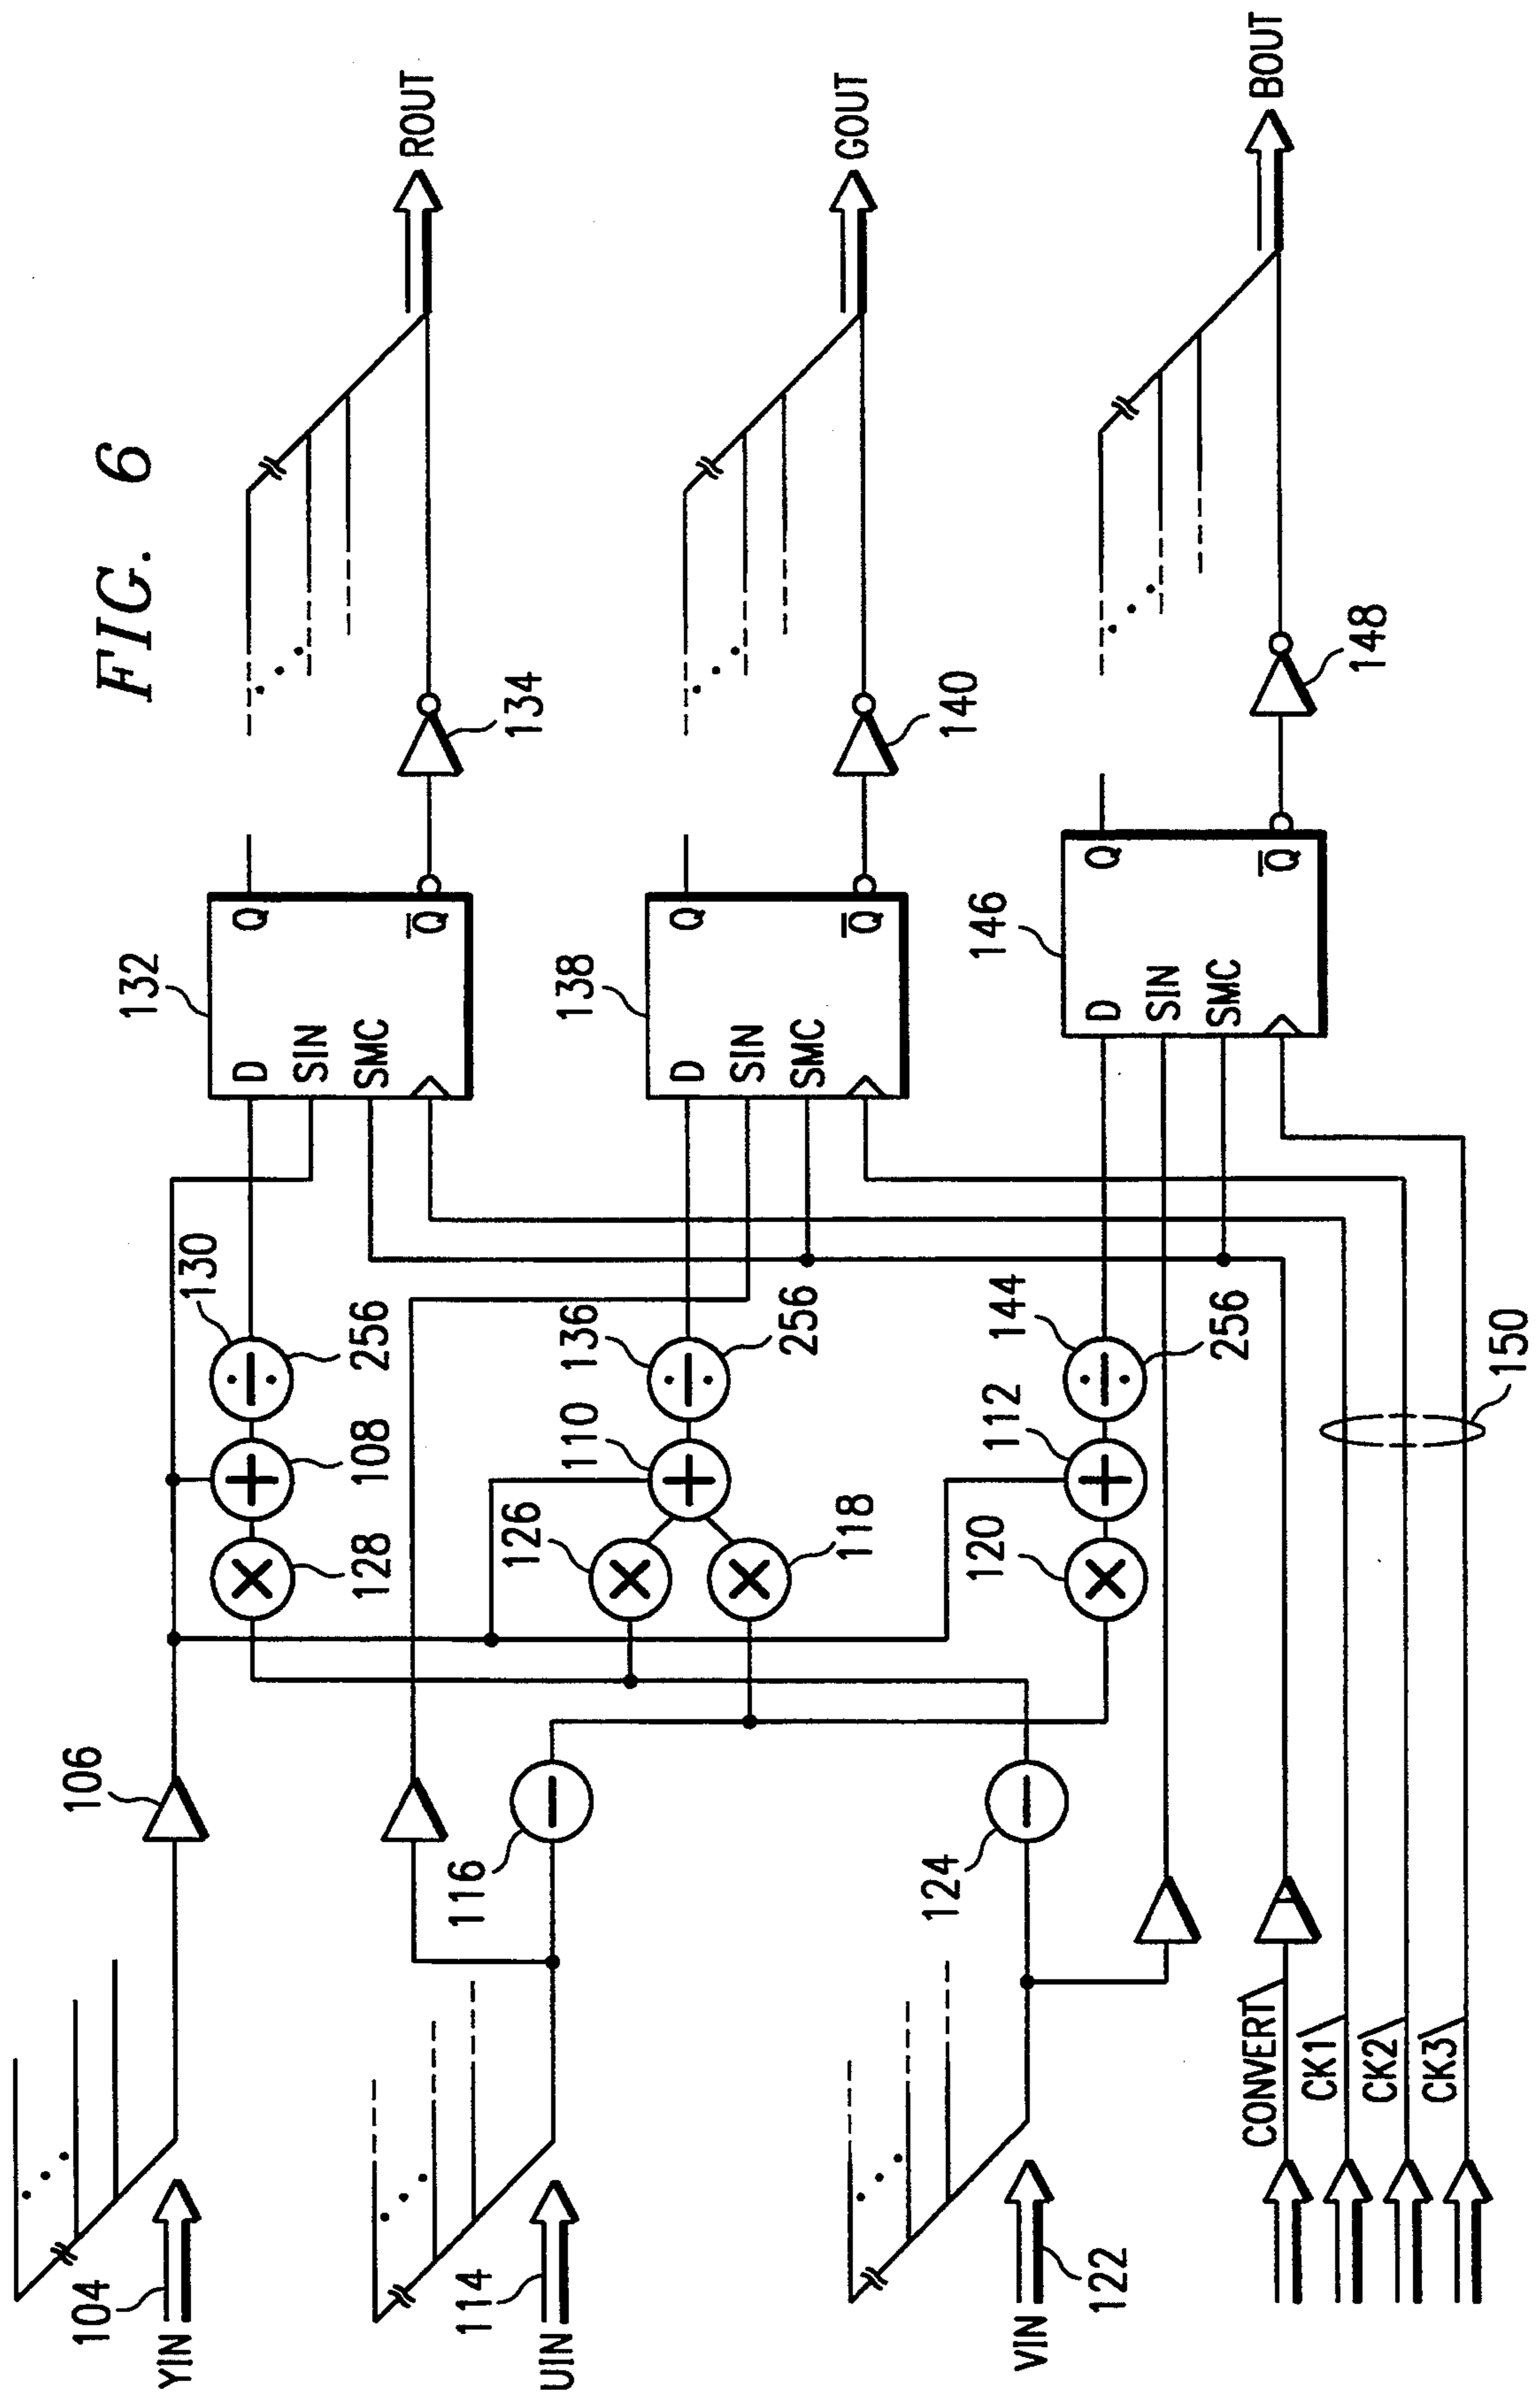 FIG. 6
YIN
104
106
128
108
130
256
132
D
SIN
SMC
Q
Q̅
134
ROUT
UIN
114
116
126
118
110
136
256
138
D
SIN
SMC
Q
Q̅
140
GOUT
VIN
122
124
120
112
144
256
146
D
SIN
SMC
Q
Q̅
148
BOUT
CONVERT
CK1
CK2
CK3
150